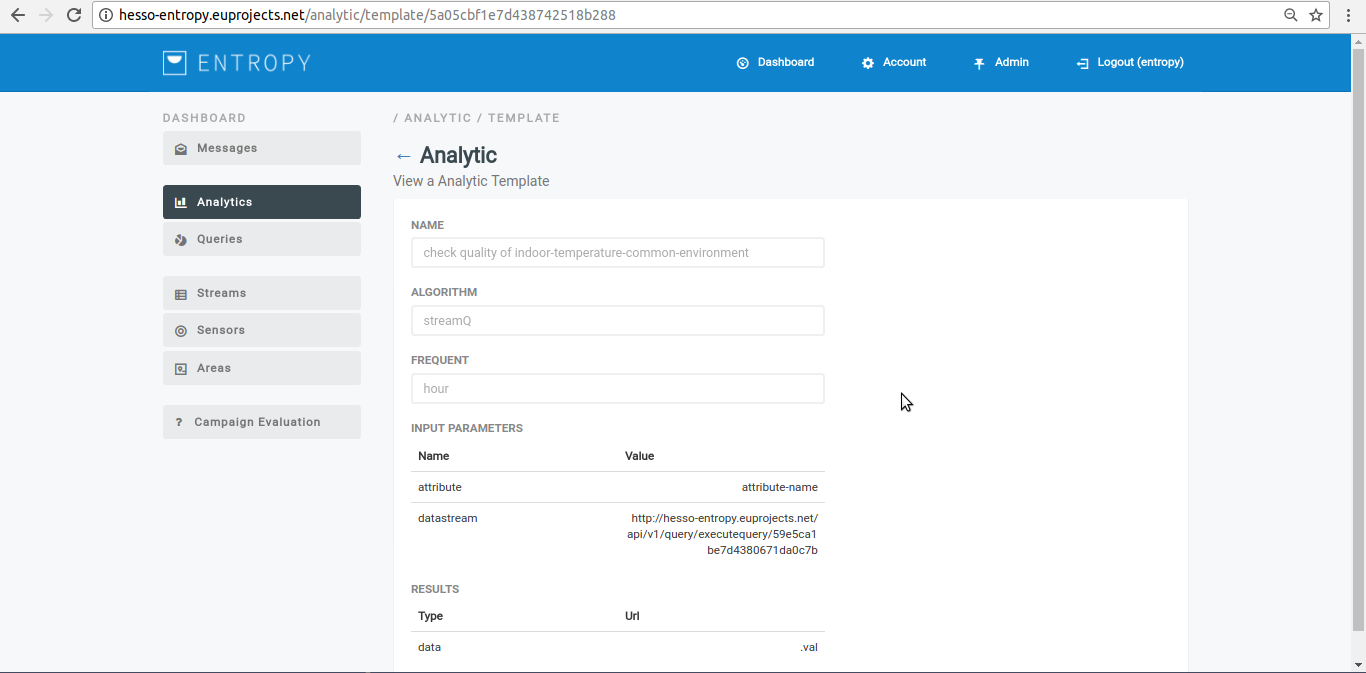 hesso-entropy.euprojects.net/analytic/template/5a05cbf1e7d438742518b288
ENTROPY
Dashboard
Account
Admin
Logout (entropy)
DASHBOARD
Messages
Analytics
Queries
Streams
Sensors
Areas
? Campaign Evaluation
/ ANALYTIC / TEMPLATE
← Analytic
View a Analytic Template
NAME
check quality of indoor-temperature-common-environment
ALGORITHM
streamQ
FREQUENT
hour
INPUT PARAMETERS
Name Value
attribute attribute-name
datastream http://hesso-entropy.euprojects.net/
api/v1/query/executequery/59e5ca1
be7d4380671da0c7b
RESULTS
Type Url
data .val